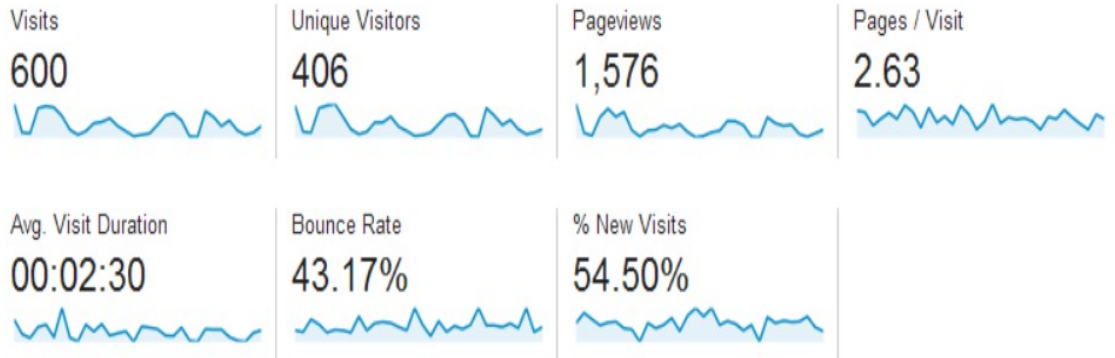 Visits
600
Unique Visitors
406
Pageviews
1,576
Pages / Visit
2.63
Avg. Visit Duration
00:02:30
Bounce Rate
43.17%
% New Visits
54.50%